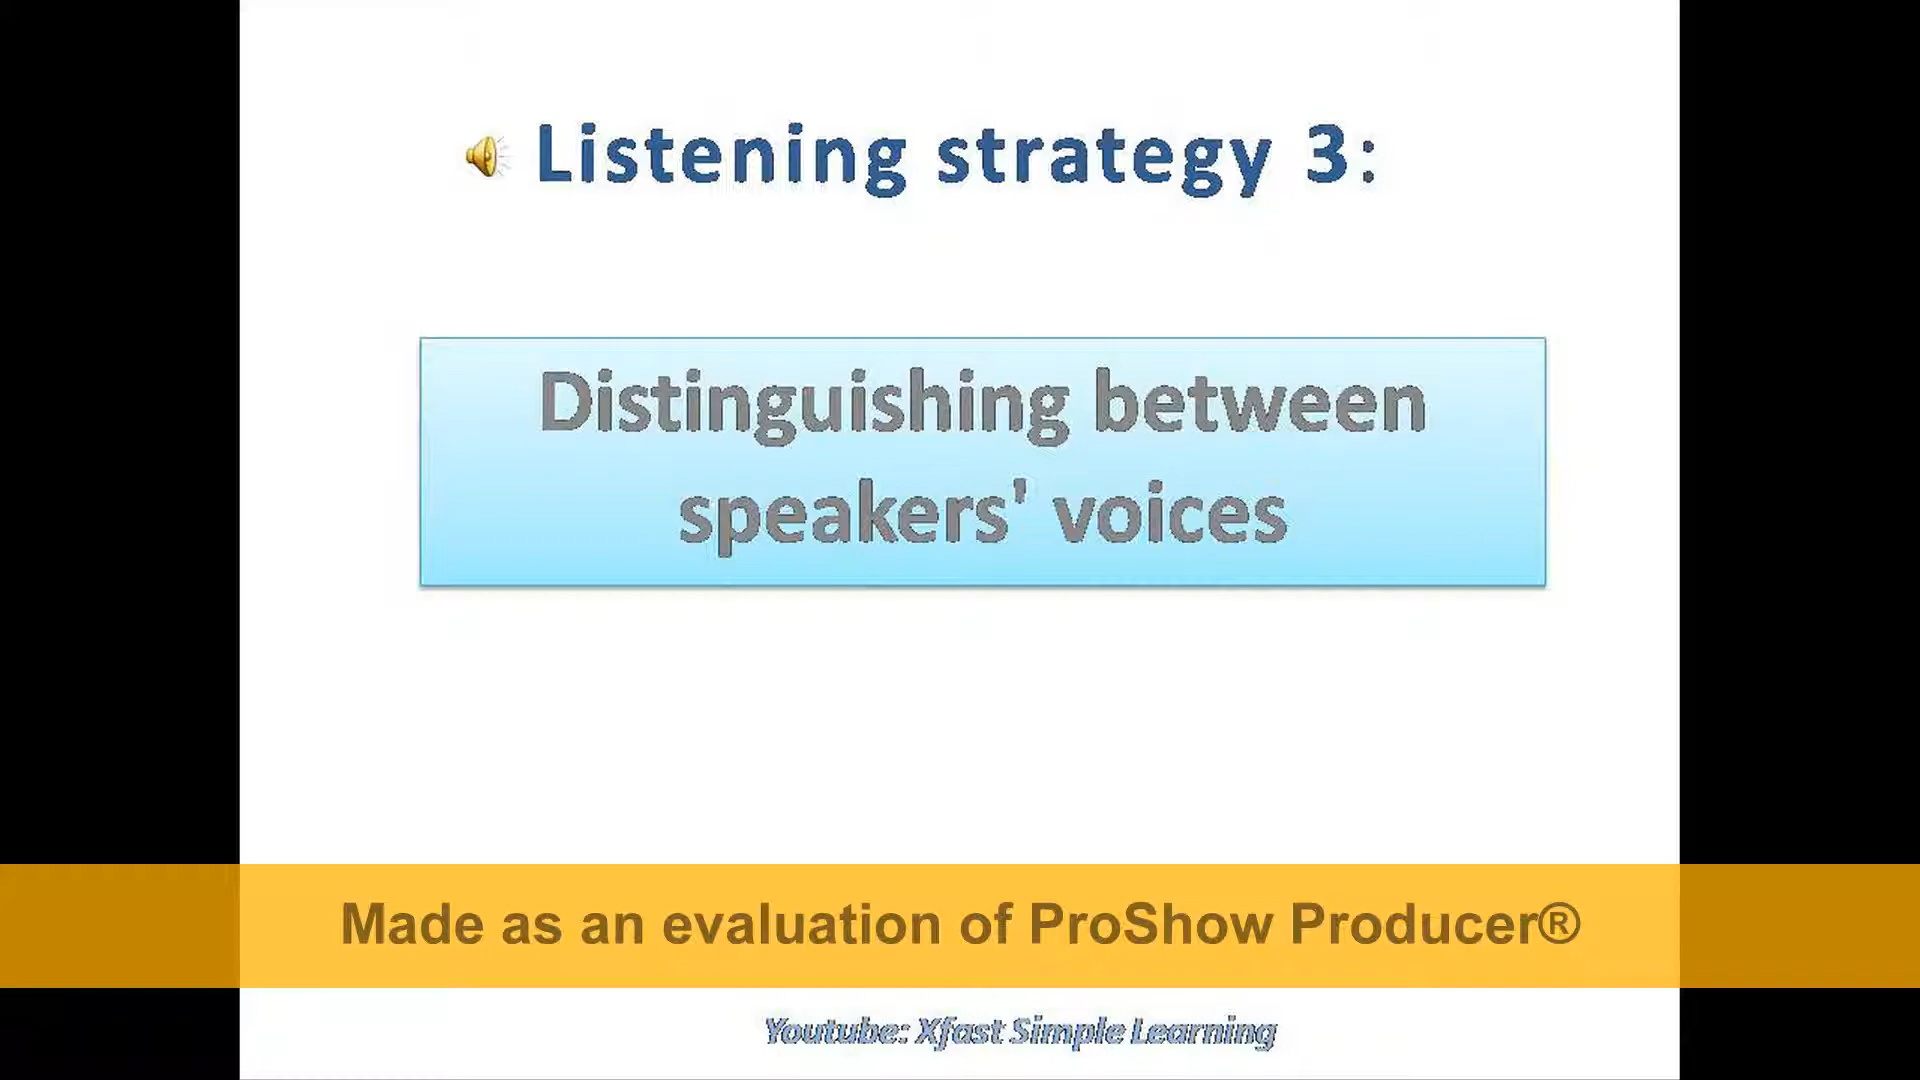 Listening strategy 3:
Distinguishing between
speakers' voices
Made as an evaluation of ProShow Producer®
Youtube: Xfast Simple Learning